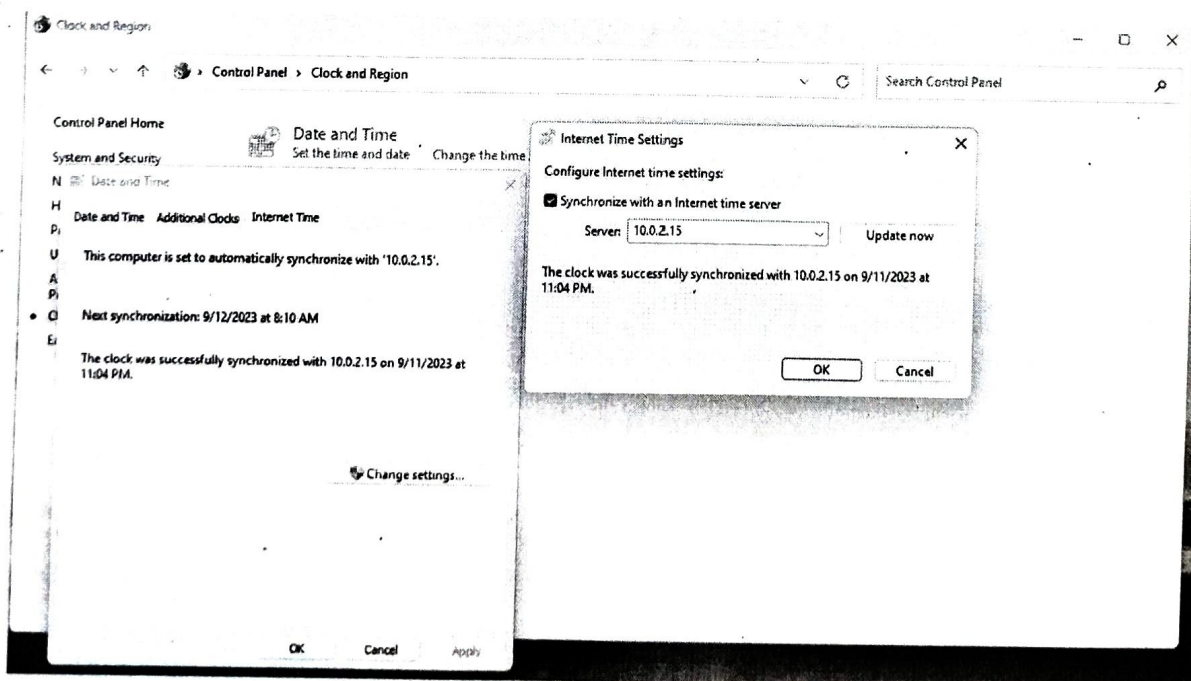 Clock and Region
Control Panel > Clock and Region
Search Control Panel
Control Panel Home
System and Security
Date and Time
Set the time and date Change the time
N
H
U
A
Date and Time
Date and Time Additional Clocks Internet Time
This computer is set to automatically synchronize with '10.0.2.15'.
Next synchronization: 9/12/2023 at 8:10 AM
The clock was successfully synchronized with 10.0.2.15 on 9/11/2023 at
11:04 PM.
Change settings...
OK Cancel Apply
Internet Time Settings
Configure Internet time settings:
Synchronize with an Internet time server
Server: 10.0.2.15 Update now
The clock was successfully synchronized with 10.0.2.15 on 9/11/2023 at
11:04 PM.
OK Cancel